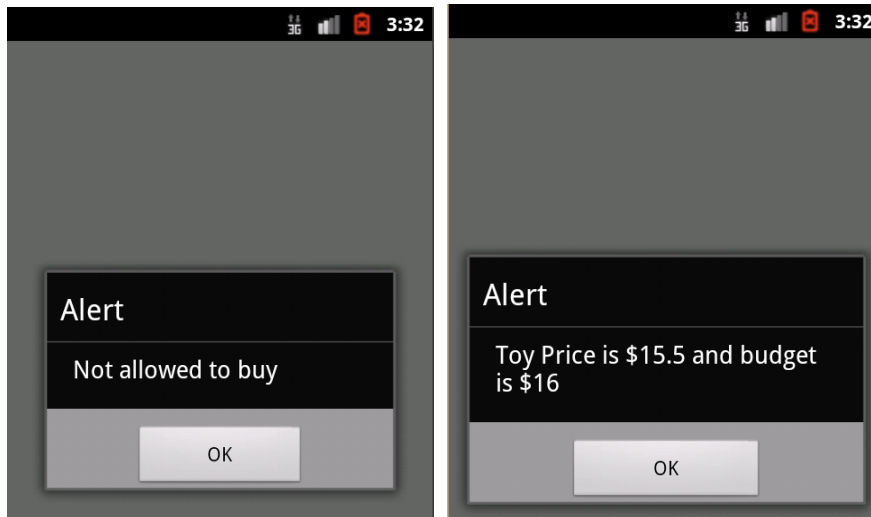 3G 3:32
Alert
Not allowed to buy
OK
3G 3:32
Alert
Toy Price is $15.5 and budget
is $16
OK